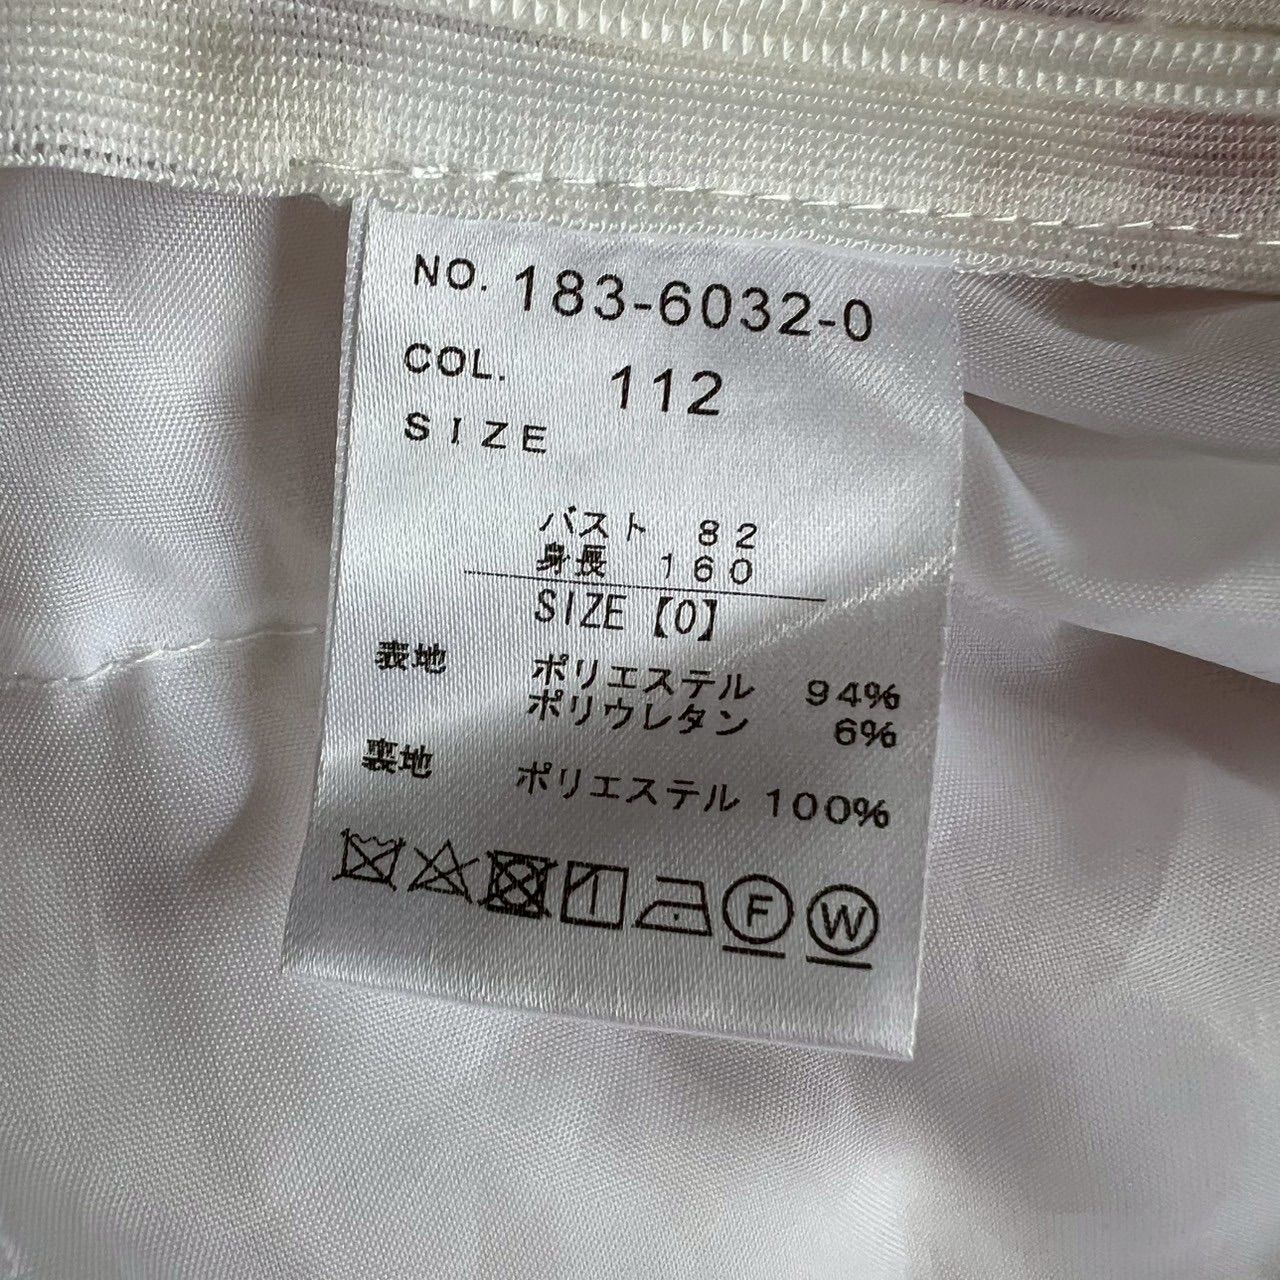 NO. 183-6032-0
COL. 112
SIZE
バスト 82
身長 160
SIZE【0】
表地 ポリエステル 94%
ポリウレタン 6%
裏地 ポリエステル 100%
F W